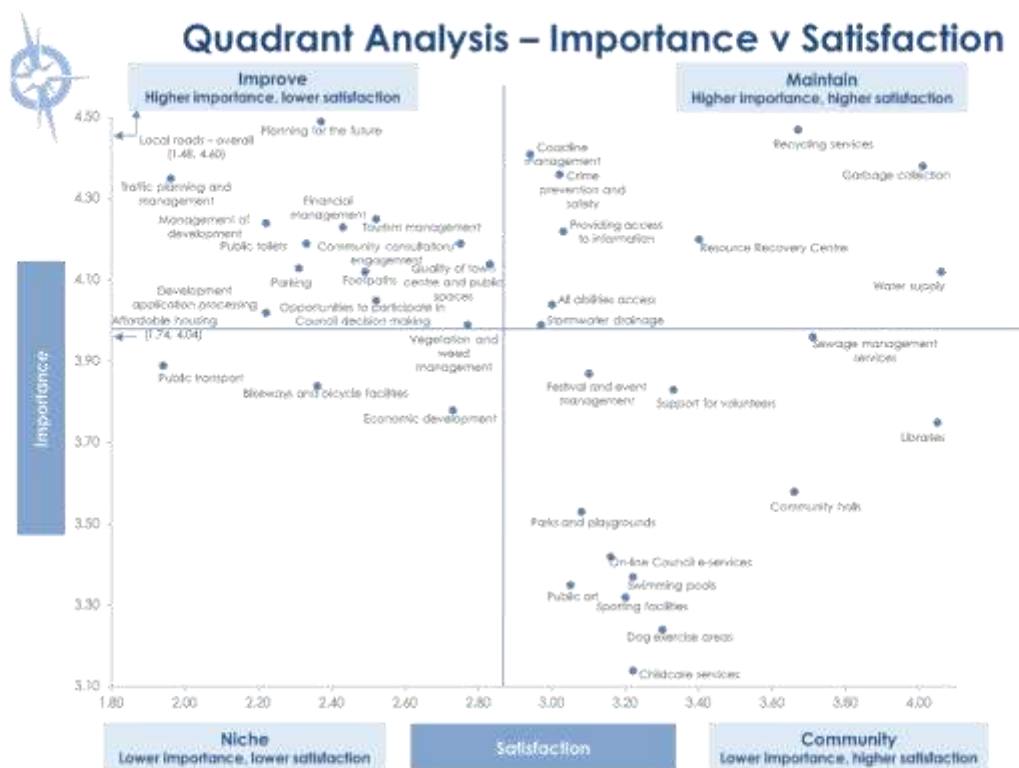 Quadrant Analysis – Importance v Satisfaction
Improve
Higher importance, lower satisfaction
Maintain
Higher importance, higher satisfaction
4.50
Local roads – overall
(1.48, 4.60)
Planning for the future
Coastline
management
Recycling services
Crime
prevention and
safety
Garbage collection
4.30
Traffic planning and
management
Financial
management
Management of
development
Tourism management
Providing access
to information
Public toilets
Community consultation/
engagement
Resource Recovery Centre
4.10
Parking
Footpaths
Quality of town
centre and public
spaces
Water supply
Development
application processing
Opportunities to participate in
Council decision making
All abilities access
Affordable housing
(1.74, 4.04)
Stormwater drainage
Vegetation and
weed
management
Sewage management
services
3.90
Public transport
Bikeways and bicycle facilities
Festival and event
management
Support for volunteers
Economic development
3.70
Libraries
Community halls
3.50
Parks and playgrounds
On-line Council e-services
Swimming pools
3.30
Public art
Sporting facilities
Dog exercise areas
Childcare services
3.10
Importance
1.80 2.00 2.20 2.40 2.60 2.80 3.00 3.20 3.40 3.60 3.80 4.00
Niche
Lower importance, lower satisfaction
Satisfaction
Community
Lower importance, higher satisfaction